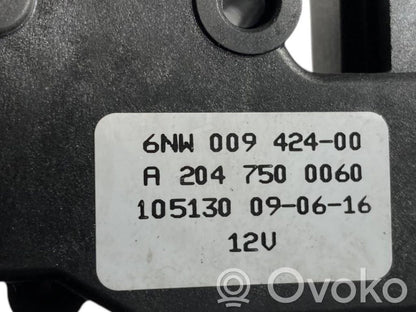 6NW 009 424-00
A 204 750 0060
105130 09-06-16
12V
© Ovoko